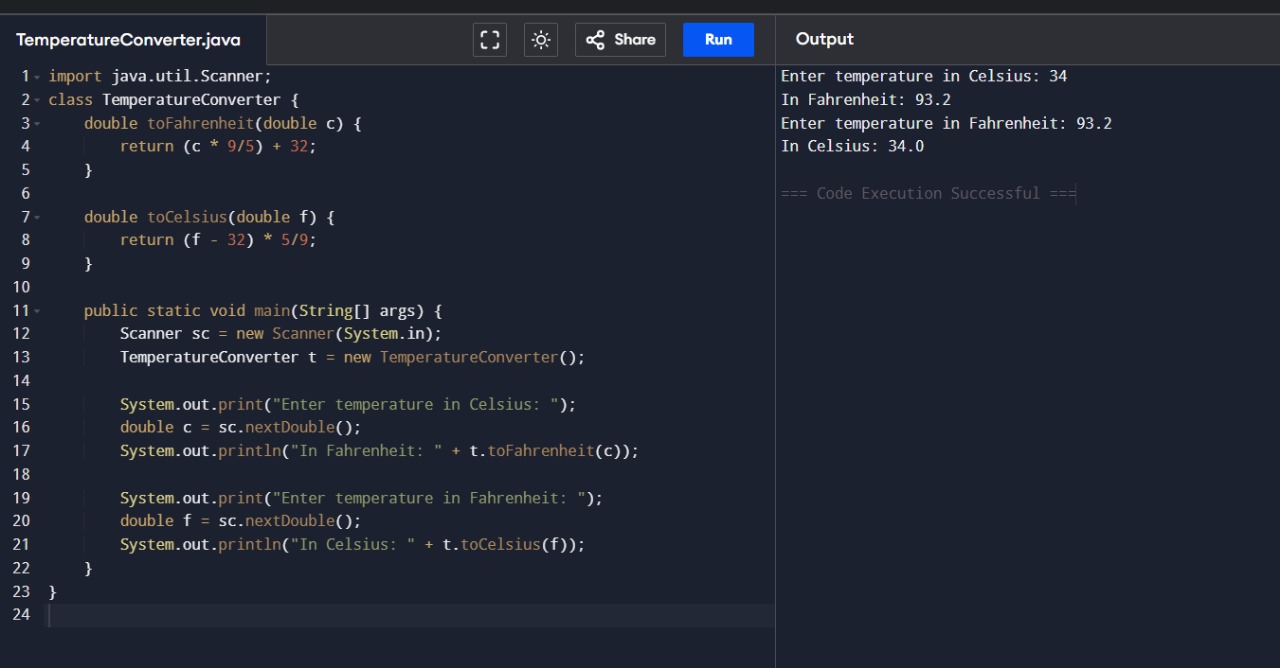 TemperatureConverter.java
Share
Run
Output
1 import java.util.Scanner;
2 class TemperatureConverter {
3     double toFahrenheit(double c) {
4         return (c * 9/5) + 32;
5     }
6
7     double toCelsius(double f) {
8         return (f - 32) * 5/9;
9     }
10
11     public static void main(String[] args) {
12         Scanner sc = new Scanner(System.in);
13         TemperatureConverter t = new TemperatureConverter();
14
15         System.out.print("Enter temperature in Celsius: ");
16         double c = sc.nextDouble();
17         System.out.println("In Fahrenheit: " + t.toFahrenheit(c));
18
19         System.out.print("Enter temperature in Fahrenheit: ");
20         double f = sc.nextDouble();
21         System.out.println("In Celsius: " + t.toCelsius(f));
22     }
23 }
24
Enter temperature in Celsius: 34
In Fahrenheit: 93.2
Enter temperature in Fahrenheit: 93.2
In Celsius: 34.0
=== Code Execution Successful ===